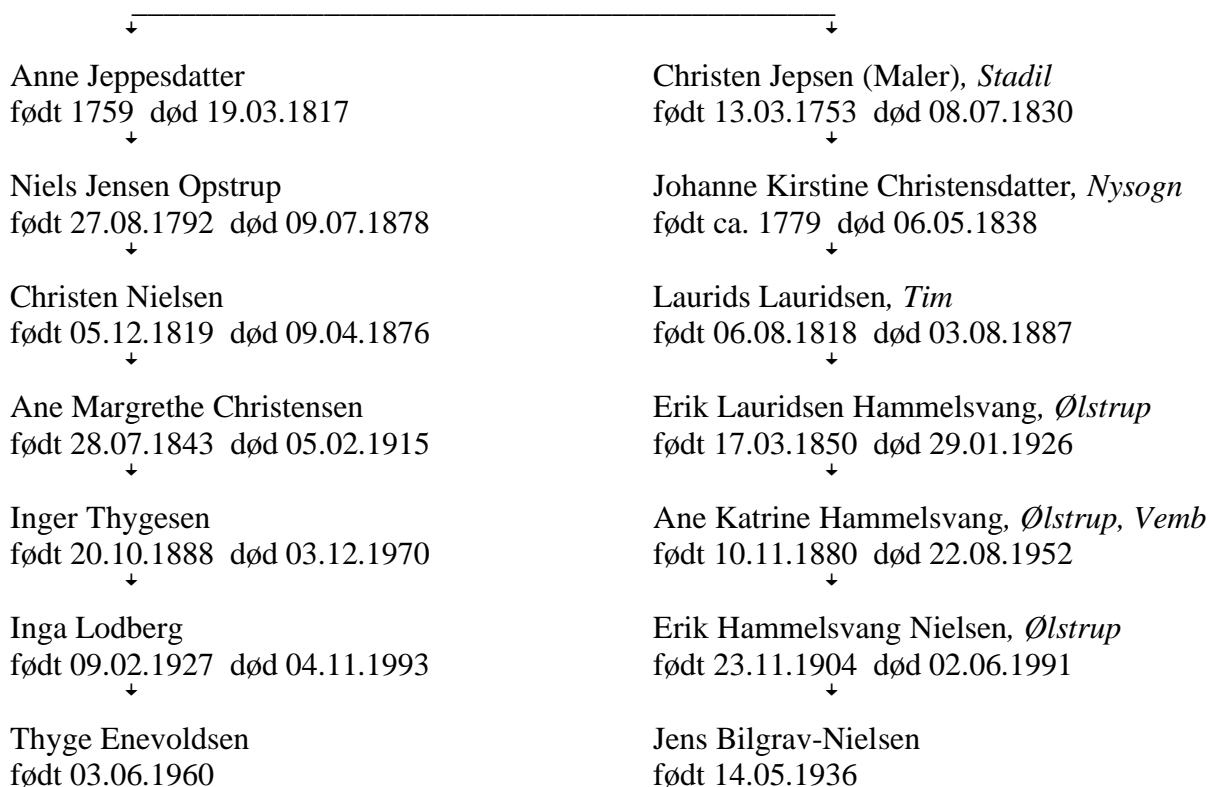 Anne Jeppesdatter
født 1759 død 19.03.1817
Niels Jensen Opstrup
født 27.08.1792 død 09.07.1878
Christen Nielsen
født 05.12.1819 død 09.04.1876
Ane Margrethe Christensen
født 28.07.1843 død 05.02.1915
Inger Thygesen
født 20.10.1888 død 03.12.1970
Inga Lodberg
født 09.02.1927 død 04.11.1993
Thyge Enevoldsen
født 03.06.1960
Christen Jepsen (Maler), Stadil
født 13.03.1753 død 08.07.1830
Johanne Kirstine Christensdatter, Nysogn
født ca. 1779 død 06.05.1838
Laurids Lauridsen, Tim
født 06.08.1818 død 03.08.1887
Erik Lauridsen Hammelsvang, Ølstrup
født 17.03.1850 død 29.01.1926
Ane Katrine Hammelsvang, Ølstrup, Vemb
født 10.11.1880 død 22.08.1952
Erik Hammelsvang Nielsen, Ølstrup
født 23.11.1904 død 02.06.1991
Jens Bilgrav-Nielsen
født 14.05.1936